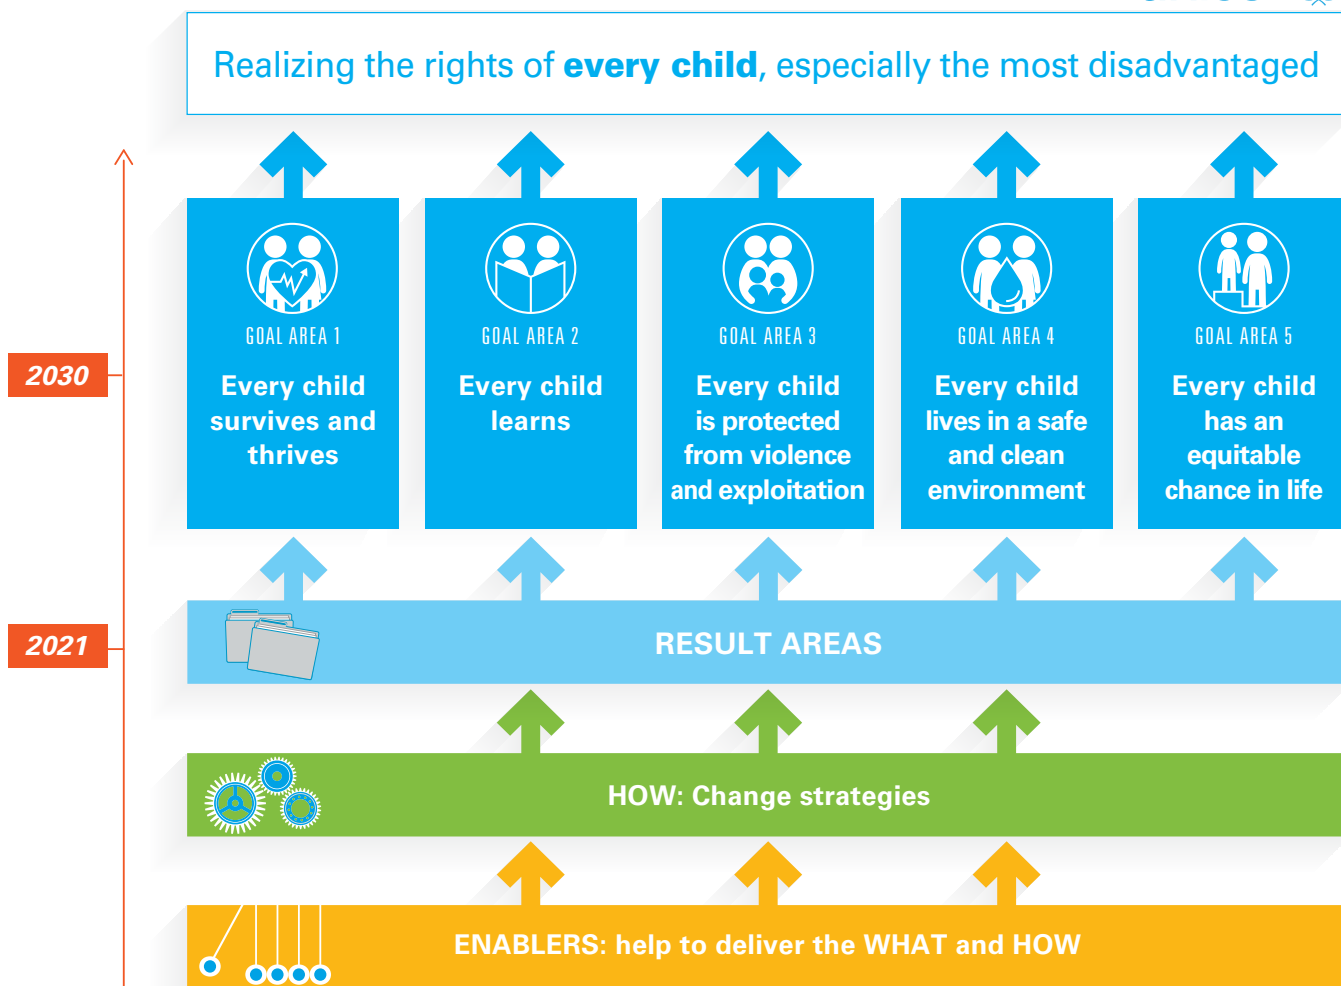 Realizing the rights of every child, especially the most disadvantaged
GOAL AREA 1
Every child
survives and
thrives
GOAL AREA 2
Every child
learns
GOAL AREA 3
Every child
is protected
from violence
and exploitation
GOAL AREA 4
Every child
lives in a safe
and clean
environment
GOAL AREA 5
Every child
has an
equitable
chance in life
2030
2021
RESULT AREAS
HOW: Change strategies
ENABLERS: help to deliver the WHAT and HOW